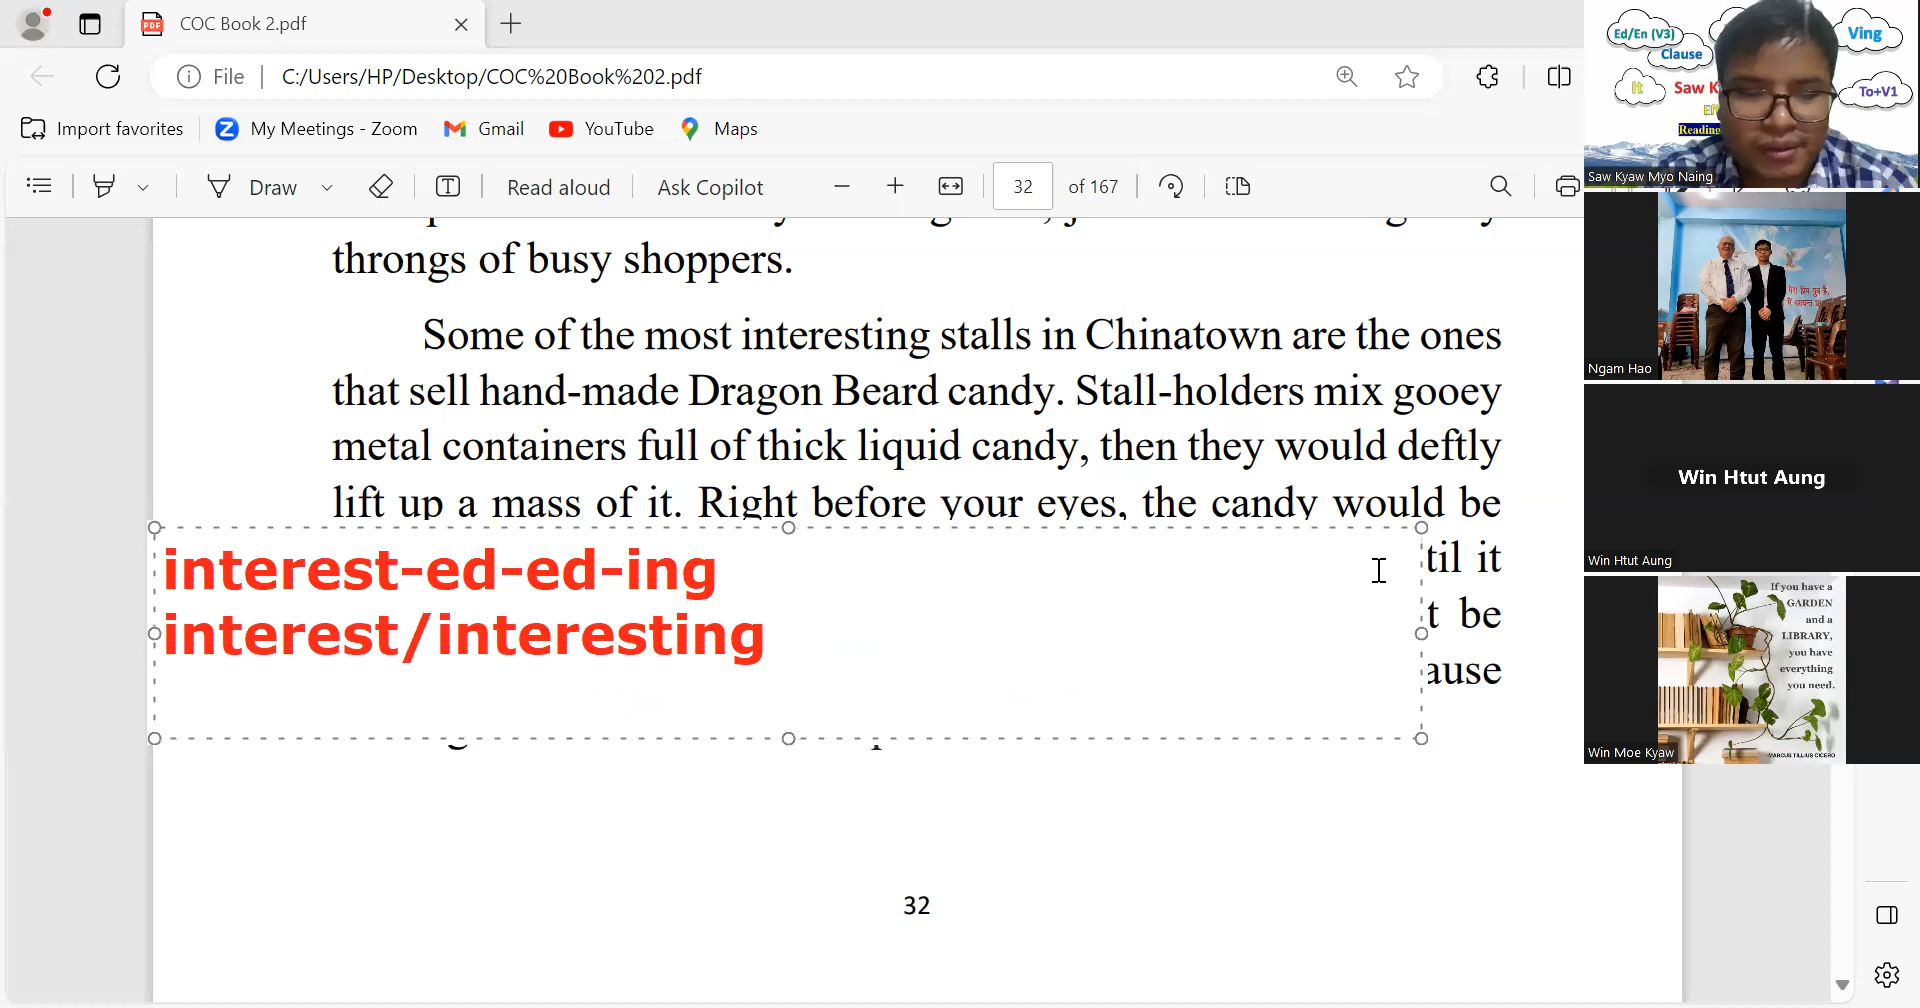 COC Book 2.pdf
File
C:/Users/HP/Desktop/COC%20Book%202.pdf
Import favorites
My Meetings - Zoom
Gmail
YouTube
Maps
Draw
Read aloud
Ask Copilot
32
of 167
throngs of busy shoppers.
Some of the most interesting stalls in Chinatown are the ones
that sell hand-made Dragon Beard candy. Stall-holders mix gooey
metal containers full of thick liquid candy, then they would deftly
lift up a mass of it. Right before your eyes, the candy would be
it
be
interest-ed-ed-ing
interest/interesting
32
Ed/En (V3)
Clause
Ving
It
Saw
To+V1
Reading
Saw Kyaw Myo Naing
Ngam Hao
Win Htut Aung
Win Htut Aung
If you have a
GARDEN
and a
LIBRARY,
you have
everything
you need.
MARCUS TILLIUS CICERO
Win Moe Kyaw